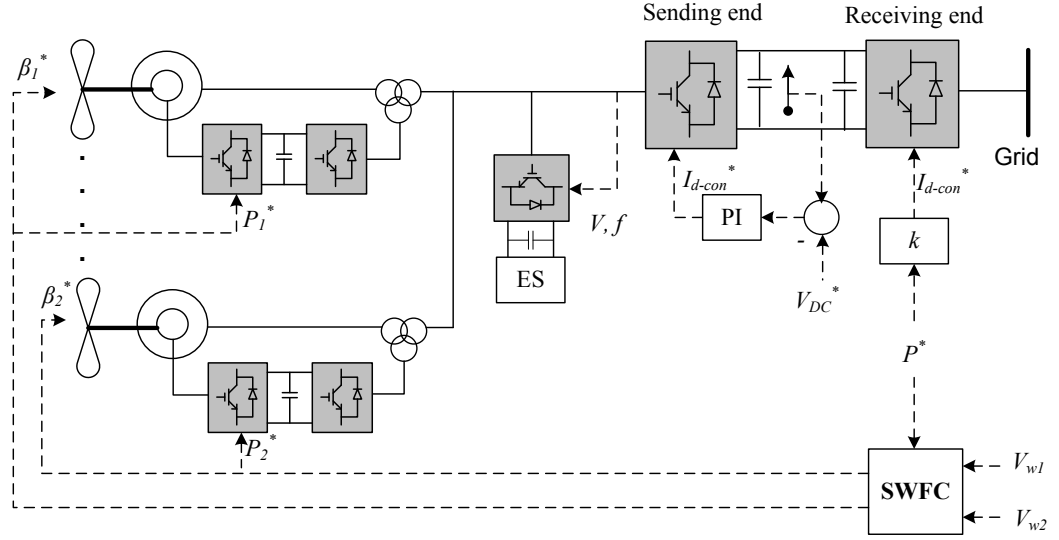 Sending end
Receiving end
β1*
P1*
V, f
ES
Id-con*
PI
-
VDC*
Id-con*
k
Grid
β2*
P2*
P*
SWFC
Vw1
Vw2